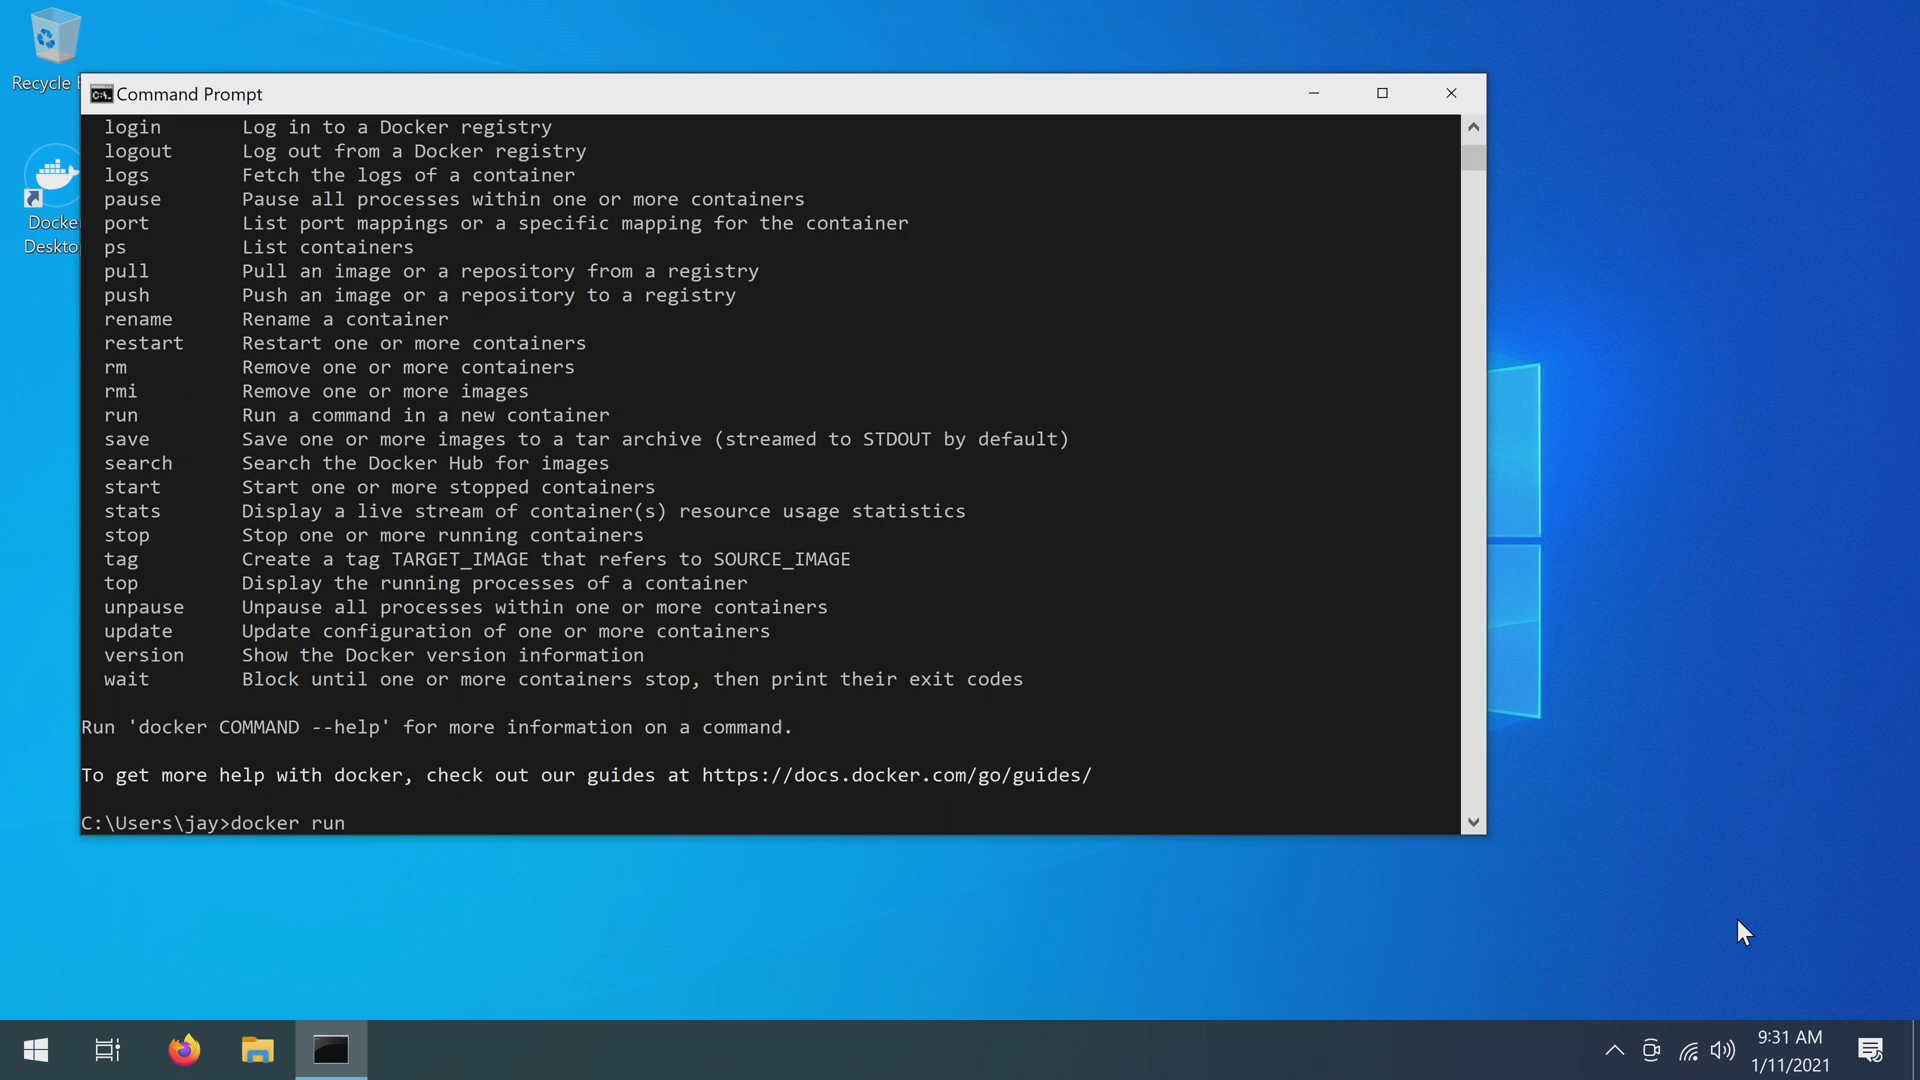 Recycle
Docke
Deskto
Command Prompt
login Log in to a Docker registry
logout Log out from a Docker registry
logs Fetch the logs of a container
pause Pause all processes within one or more containers
port List port mappings or a specific mapping for the container
ps List containers
pull Pull an image or a repository from a registry
push Push an image or a repository to a registry
rename Rename a container
restart Restart one or more containers
rm Remove one or more containers
rmi Remove one or more images
run Run a command in a new container
save Save one or more images to a tar archive (streamed to STDOUT by default)
search Search the Docker Hub for images
start Start one or more stopped containers
stats Display a live stream of container(s) resource usage statistics
stop Stop one or more running containers
tag Create a tag TARGET_IMAGE that refers to SOURCE_IMAGE
top Display the running processes of a container
unpause Unpause all processes within one or more containers
update Update configuration of one or more containers
version Show the Docker version information
wait Block until one or more containers stop, then print their exit codes
Run 'docker COMMAND --help' for more information on a command.
To get more help with docker, check out our guides at https://docs.docker.com/go/guides/
C:\Users\jay>docker run
9:31 AM
1/11/2021